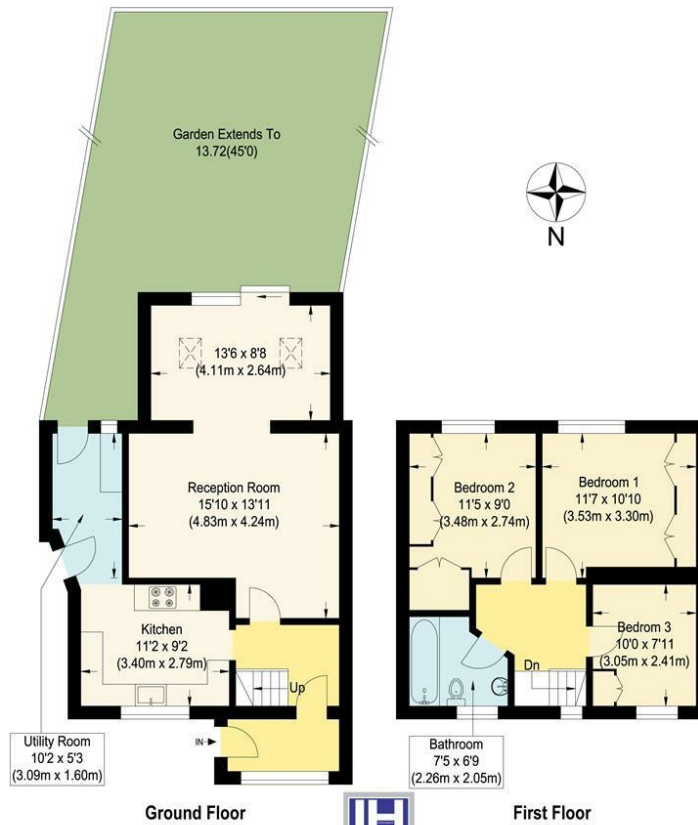 Garden Extends To
13.72(45'0)
N
13'6 x 8'8
(4.11m x 2.64m)
Reception Room
15'10 x 13'11
(4.83m x 4.24m)
Kitchen
11'2 x 9'2
(3.40m x 2.79m)
Up
IN
Utility Room
10'2 x 5'3
(3.09m x 1.60m)
Ground Floor
Bedroom 2
11'5 x 9'0
(3.48m x 2.74m)
Bedroom 1
11'7 x 10'10
(3.53m x 3.30m)
Bedrom 3
10'0 x 7'11
(3.05m x 2.41m)
Dn
Bathroom
7'5 x 6'9
(2.26m x 2.05m)
First Floor